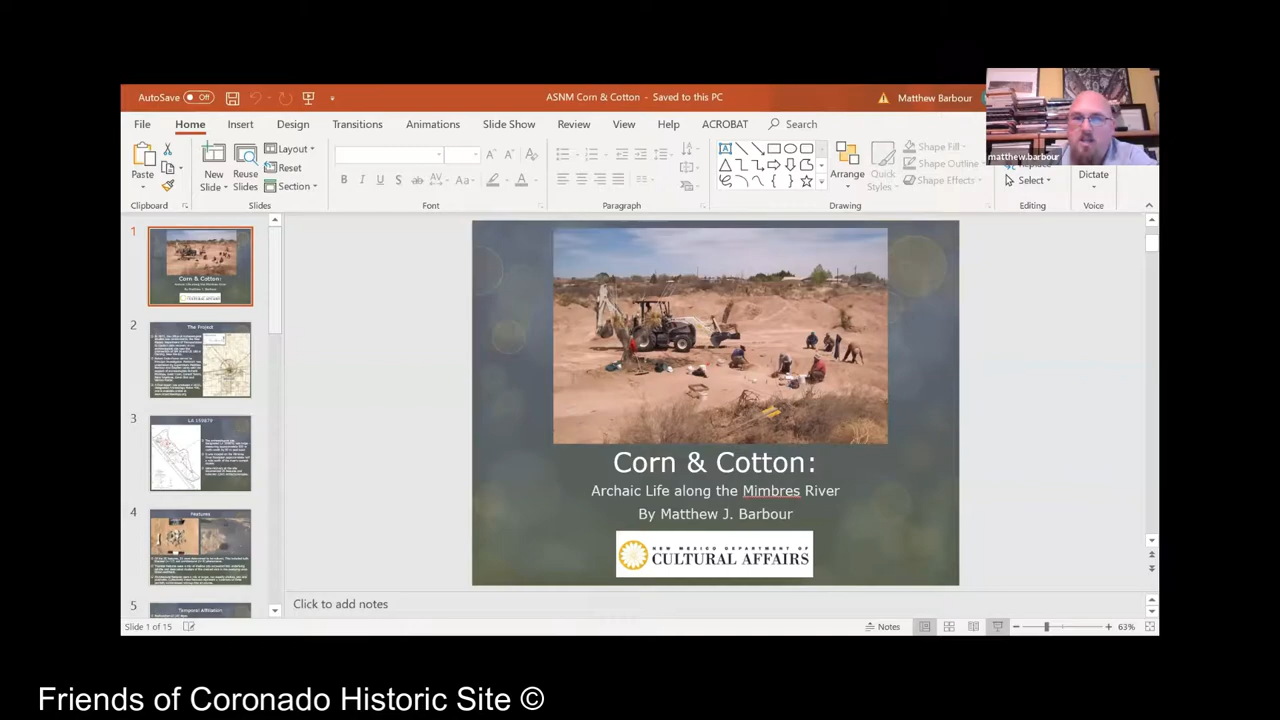 AutoSave Off
ASNM Corn & Cotton - Saved to this PC
Matthew Barbour
matthew.barbour
File Home Insert Design Transitions Animations Slide Show Review View Help ACROBAT Search
Paste
New Slide
Reuse Slides
Layout
Reset
Section
Arrange
Quick Styles
Shape Fill
Shape Outline
Shape Effects
Replace
Select
Dictate
Clipboard Slides Font Paragraph Drawing Editing Voice
1
Corn & Cotton:
2
The Project
3
LA 159879
4
Features
5
Temporal Affiliation
Corn & Cotton:
Archaic Life along the Mimbres River
By Matthew J. Barbour
NEW MEXICO DEPARTMENT OF
CULTURAL AFFAIRS
Click to add notes
Slide 1 of 15
Notes
63%
Friends of Coronado Historic Site ©